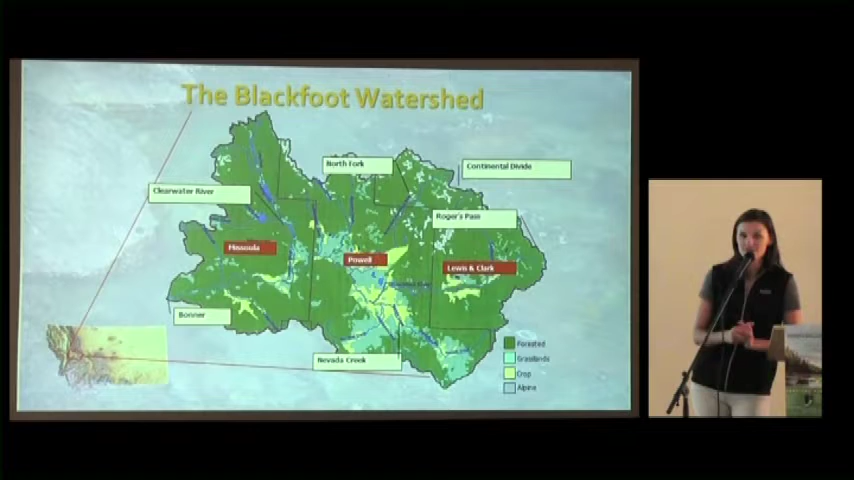 The Blackfoot Watershed
North Fork
Continental Divide
Clearwater River
Roger's Pass
Missoula
Powell
Lewis & Clark
Bonner
Nevada Creek
Forested
Grasslands
Crop
Alpine